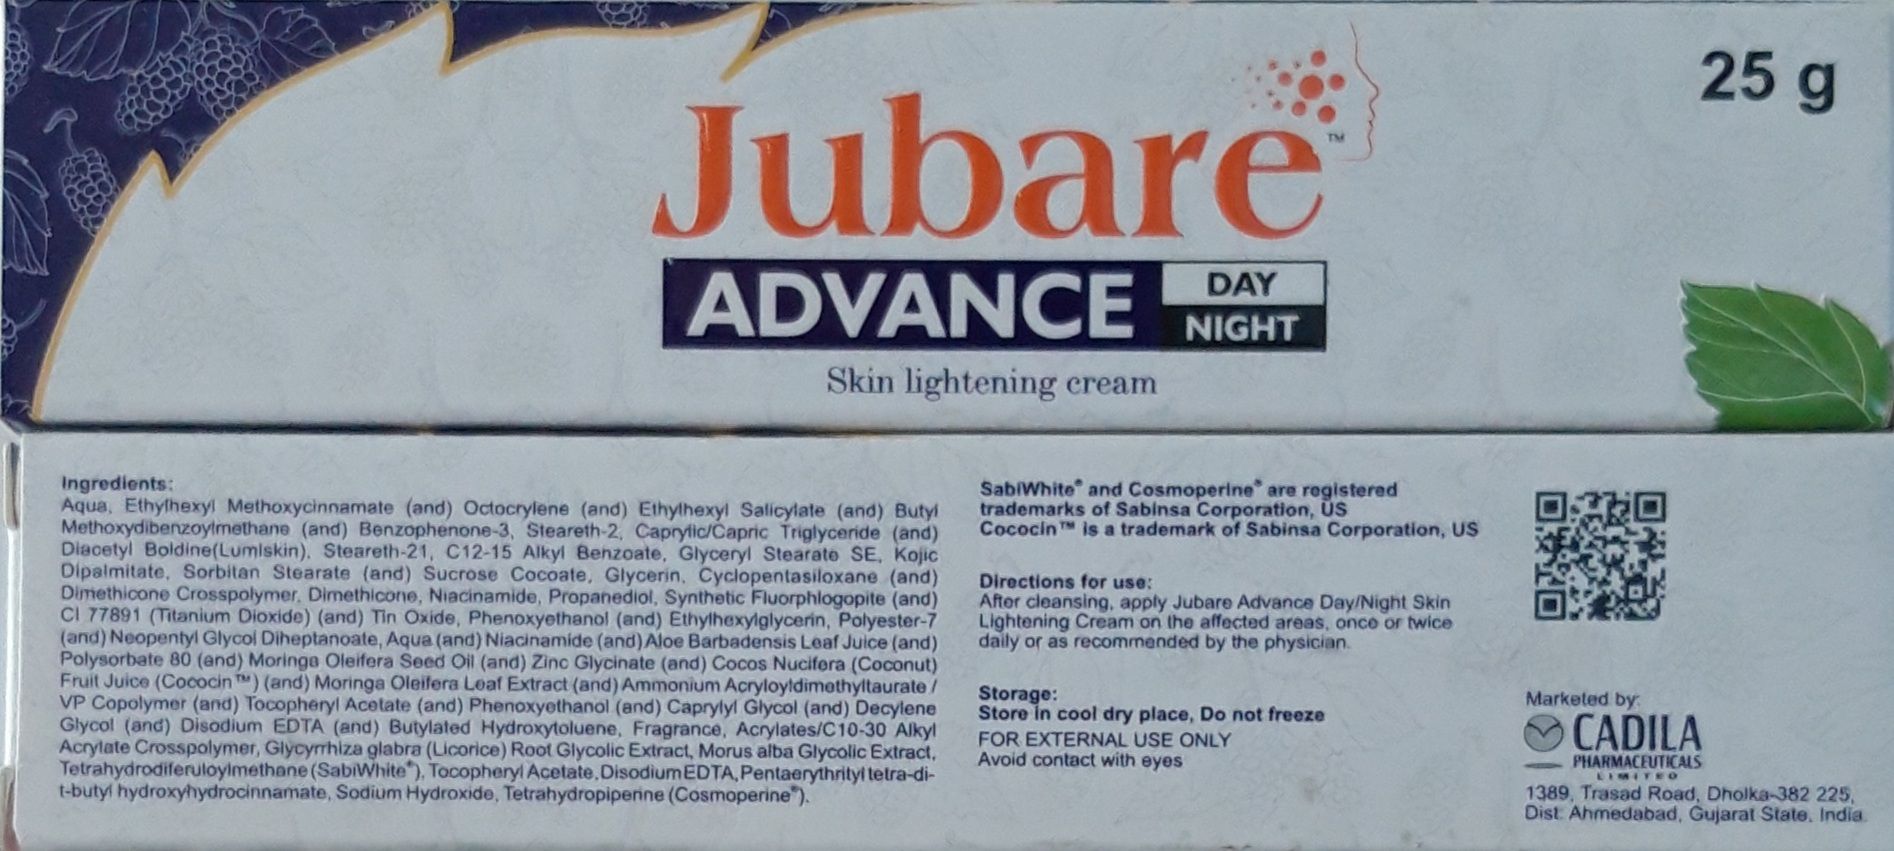 25 g
Jubare™
ADVANCE DAY
NIGHT
Skin lightening cream
Ingredients:
Aqua, Ethylhexyl Methoxycinnamate (and) Octocrylene (and) Ethylhexyl Salicylate (and) Butyl
Methoxydibenzoylmethane (and) Benzophenone-3, Steareth-2, Caprylic/Capric Triglyceride (and)
Diacetyl Boldine(Lumiskin), Steareth-21, C12-15 Alkyl Benzoate, Glyceryl Stearate SE, Kojic
Dipalmitate, Sorbitan Stearate (and) Sucrose Cocoate, Glycerin, Cyclopentasiloxane (and)
Dimethicone Crosspolymer, Dimethicone, Niacinamide, Propanediol, Synthetic Fluorphlogopite (and)
CI 77891 (Titanium Dioxide) (and) Tin Oxide, Phenoxyethanol (and) Ethylhexylglycerin, Polyester-7
(and) Neopentyl Glycol Diheptanoate, Aqua (and) Niacinamide (and) Aloe Barbadensis Leaf Juice (and)
Polysorbate 80 (and) Moringa Oleifera Seed Oil (and) Zinc Glycinate (and) Cocos Nucifera (Coconut)
Fruit Juice (Cococin™) (and) Moringa Oleifera Leaf Extract (and) Ammonium Acryloyldimethyltaurate /
VP Copolymer (and) Tocopheryl Acetate (and) Phenoxyethanol (and) Caprylyl Glycol (and) Decylene
Glycol (and) Disodium EDTA (and) Butylated Hydroxytoluene, Fragrance, Acrylates/C10-30 Alkyl
Acrylate Crosspolymer, Glycyrrhiza glabra (Licorice) Root Glycolic Extract, Morus alba Glycolic Extract,
Tetrahydrodiferuloylmethane (SabiWhite®), Tocopheryl Acetate, Disodium EDTA, Pentaerythrityl tetra-di-
t-butyl hydroxyhydrocinnamate, Sodium Hydroxide, Tetrahydropiperine (Cosmoperine®).
SabiWhite® and Cosmoperine® are registered
trademarks of Sabinsa Corporation, US
Cococin™ is a trademark of Sabinsa Corporation, US
Directions for use:
After cleansing, apply Jubare Advance Day/Night Skin
Lightening Cream on the affected areas, once or twice
daily or as recommended by the physician.
Storage:
Store in cool dry place, Do not freeze
FOR EXTERNAL USE ONLY
Avoid contact with eyes
Marketed by:
CADILA
PHARMACEUTICALS
LIMITED
1389, Trasad Road, Dholka-382 225,
Dist: Ahmedabad, Gujarat State, India.